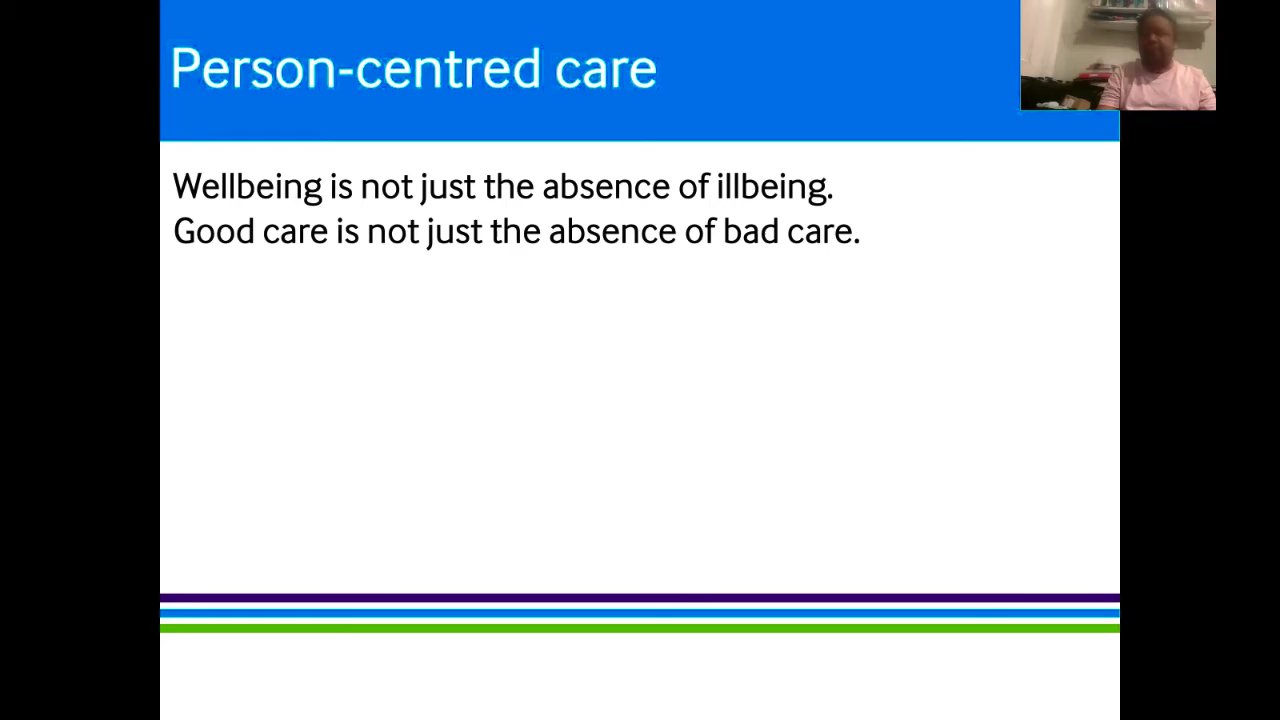 Person-centred care
Wellbeing is not just the absence of illbeing.
Good care is not just the absence of bad care.